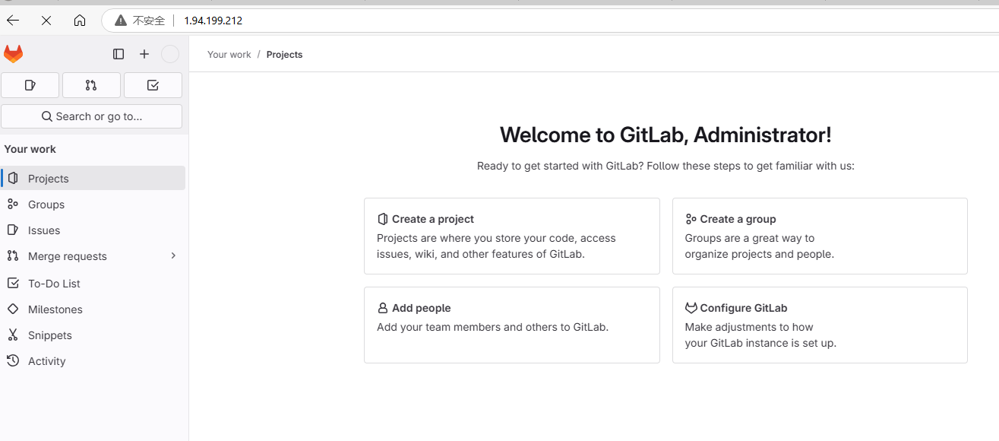 不安全 1.94.199.212
Your work / Projects
Search or go to...
Your work
Projects
Groups
Issues
Merge requests
To-Do List
Milestones
Snippets
Activity
Welcome to GitLab, Administrator!
Ready to get started with GitLab? Follow these steps to get familiar with us:
Create a project
Projects are where you store your code, access
issues, wiki, and other features of GitLab.
Create a group
Groups are a great way to
organize projects and people.
Add people
Add your team members and others to GitLab.
Configure GitLab
Make adjustments to how
your GitLab instance is set up.